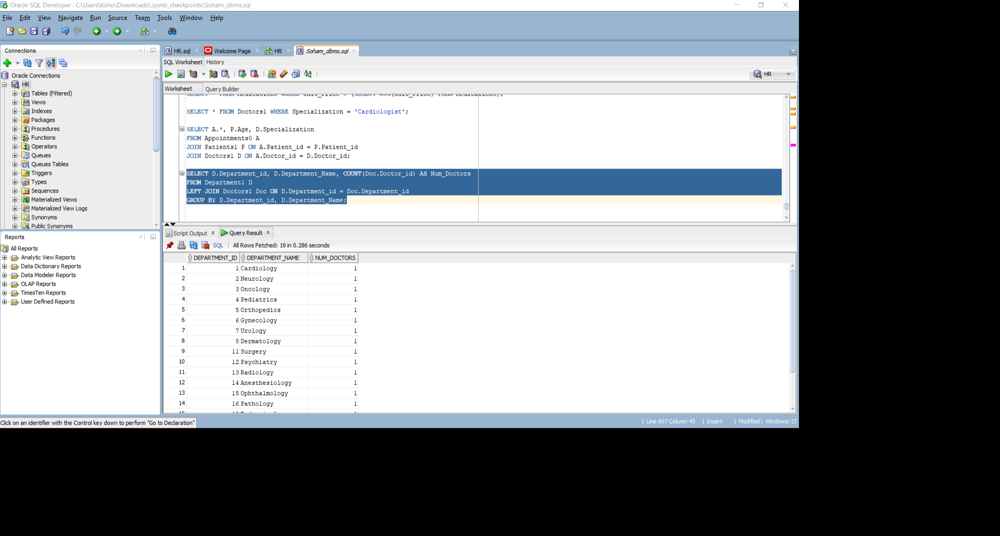 Oracle SQL Developer : C:\Users\kisho\Downloads\.ipynb_checkpoints\Soham_dbms.sql
File Edit View Navigate Run Source Team Tools Window Help
Connections
Oracle Connections
HR
Tables (Filtered)
Views
Indexes
Packages
Procedures
Functions
Operators
Queues
Queues Tables
Triggers
Types
Sequences
Materialized Views
Materialized View Logs
Synonyms
Public Synonyms
Reports
All Reports
Analytic View Reports
Data Dictionary Reports
Data Modeler Reports
OLAP Reports
TimesTen Reports
User Defined Reports
HR.sql Welcome Page HR Soham_dbms.sql
SQL Worksheet History
HR
Worksheet Query Builder
SELECT * FROM Doctors1 WHERE Specialization = 'Cardiologist';
SELECT A.*, P.Age, D.Specialization
FROM Appointments0 A
JOIN Patients1 P ON A.Patient_id = P.Patient_id
JOIN Doctors1 D ON A.Doctor_id = D.Doctor_id;
SELECT D.Department_id, D.Department_Name, COUNT(Doc.Doctor_id) AS Num_Doctors
FROM Department1 D
LEFT JOIN Doctors1 Doc ON D.Department_id = Doc.Department_id
GROUP BY D.Department_id, D.Department_Name;
Script Output Query Result
SQL All Rows Fetched: 19 in 0.286 seconds
DEPARTMENT_ID DEPARTMENT_NAME NUM_DOCTORS
1 1 Cardiology 1
2 2 Neurology 1
3 3 Oncology 1
4 4 Pediatrics 1
5 5 Orthopedics 1
6 6 Gynecology 1
7 7 Urology 1
8 8 Dermatology 1
9 11 Surgery 1
10 12 Psychiatry 1
11 13 Radiology 1
12 14 Anesthesiology 1
13 15 Ophthalmology 1
14 16 Pathology 1
Click on an identifier with the Control key down to perform "Go to Declaration"
Line 607 Column 45 Insert Modified Windows: